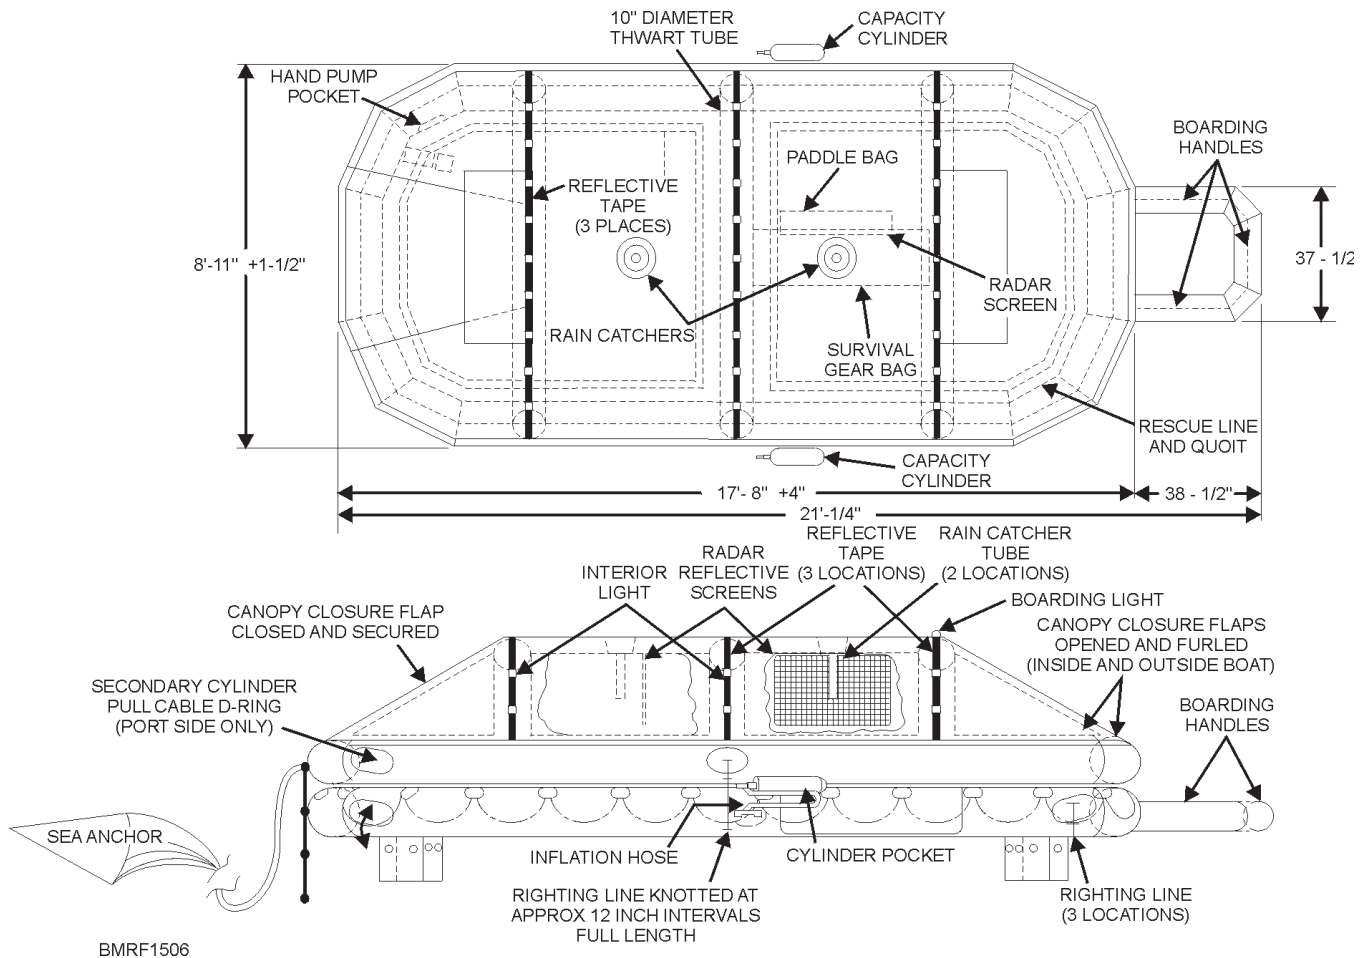 10" DIAMETER
THWART TUBE
CAPACITY
CYLINDER
HAND PUMP
POCKET
BOARDING
HANDLES
PADDLE BAG
REFLECTIVE
TAPE
(3 PLACES)
8'-11" +1-1/2"
37 - 1/2
RADAR
SCREEN
RAIN CATCHERS
SURVIVAL
GEAR BAG
RESCUE LINE
AND QUOIT
CAPACITY
CYLINDER
17'- 8" +4"
38 - 1/2"
21'-1/4"
REFLECTIVE
TAPE
(3 LOCATIONS)
RAIN CATCHER
TUBE
(2 LOCATIONS)
RADAR
REFLECTIVE
SCREENS
INTERIOR
LIGHT
BOARDING LIGHT
CANOPY CLOSURE FLAP
CLOSED AND SECURED
CANOPY CLOSURE FLAPS
OPENED AND FURLED
(INSIDE AND OUTSIDE BOAT)
SECONDARY CYLINDER
PULL CABLE D-RING
(PORT SIDE ONLY)
BOARDING
HANDLES
SEA ANCHOR
INFLATION HOSE
CYLINDER POCKET
RIGHTING LINE KNOTTED AT
APPROX 12 INCH INTERVALS
FULL LENGTH
RIGHTING LINE
(3 LOCATIONS)
BMRF1506